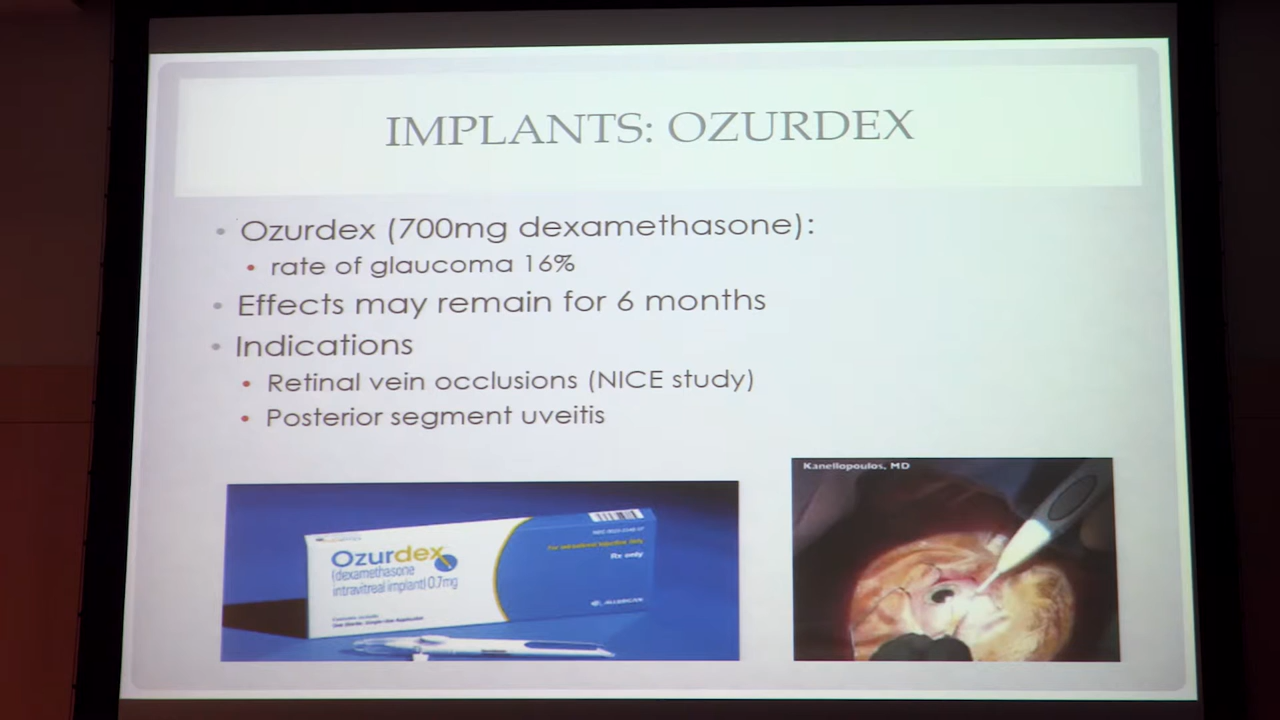 IMPLANTS: OZURDEX
Ozurdex (700mg dexamethasone):
rate of glaucoma 16%
Effects may remain for 6 months
Indications
Retinal vein occlusions (NICE study)
Posterior segment uveitis
Ozurdex
(dexamethasone
intravitreal implant) 0.7mg
Rx only
ALLERGAN
Kanellopoulos, MD